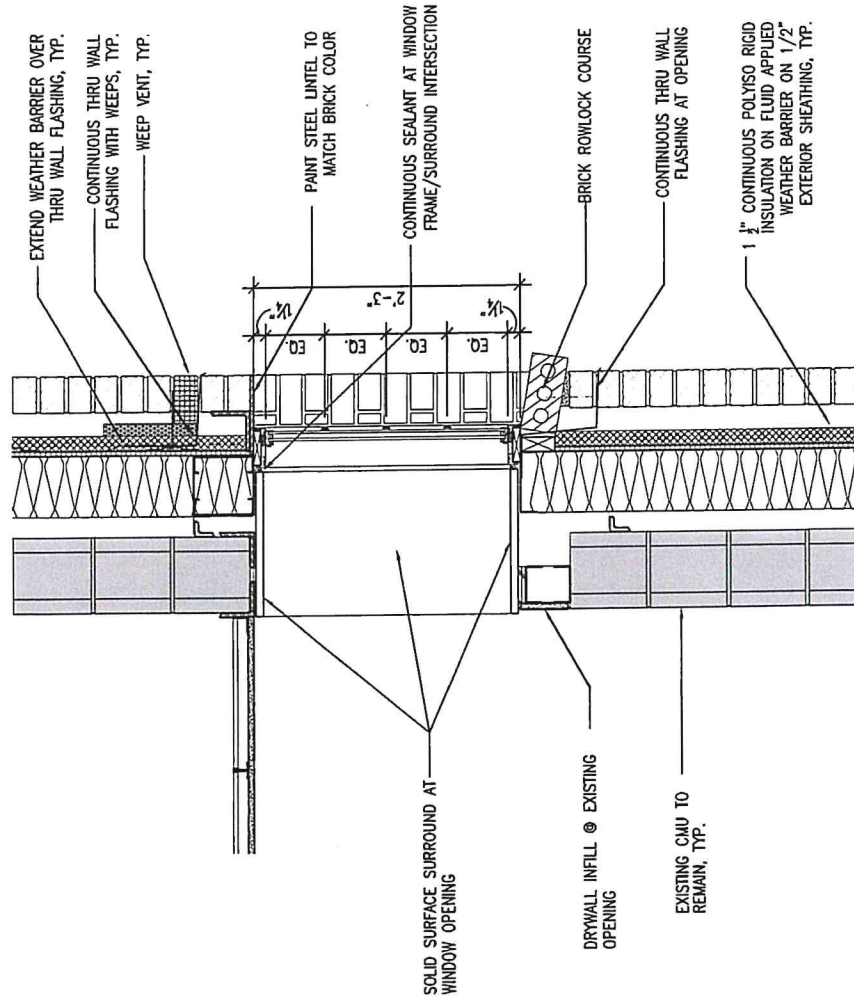 EXTEND WEATHER BARRIER OVER
THRU WALL FLASHING, TYP.
CONTINUOUS THRU WALL
FLASHING WITH WEEPS, TYP.
WEEP VENT, TYP.
PAINT STEEL LINTEL TO
MATCH BRICK COLOR
CONTINUOUS SEALANT AT WINDOW
FRAME/SURROUND INTERSECTION
BRICK ROWLOCK COURSE
CONTINUOUS THRU WALL
FLASHING AT OPENING
1 1/2" CONTINUOUS POLYISO RIGID
INSULATION ON FLUID APPLIED
WEATHER BARRIER ON 1/2"
EXTERIOR SHEATHING, TYP.
1 1/4"
EQ.
EQ.
EQ.
EQ.
1 1/4"
2'-3"
SOLID SURFACE SURROUND AT
WINDOW OPENING
DRYWALL INFILL @ EXISTING
OPENING
EXISTING CMU TO
REMAIN, TYP.